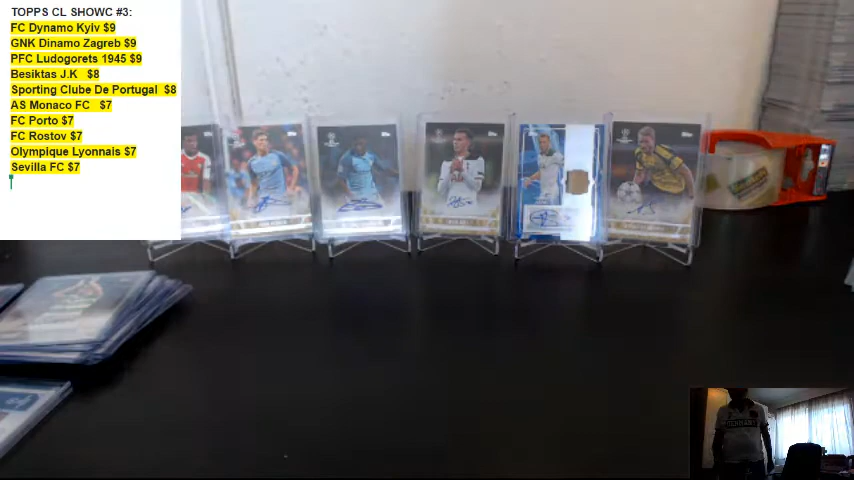 TOPPS CL SHOWC #3:
FC Dynamo Kyiv $9
GNK Dinamo Zagreb $9
PFC Ludogorets 1945 $9
Besiktas J.K $8
Sporting Clube De Portugal $8
AS Monaco FC $7
FC Porto $7
FC Rostov $7
Olympique Lyonnais $7
Sevilla FC $7